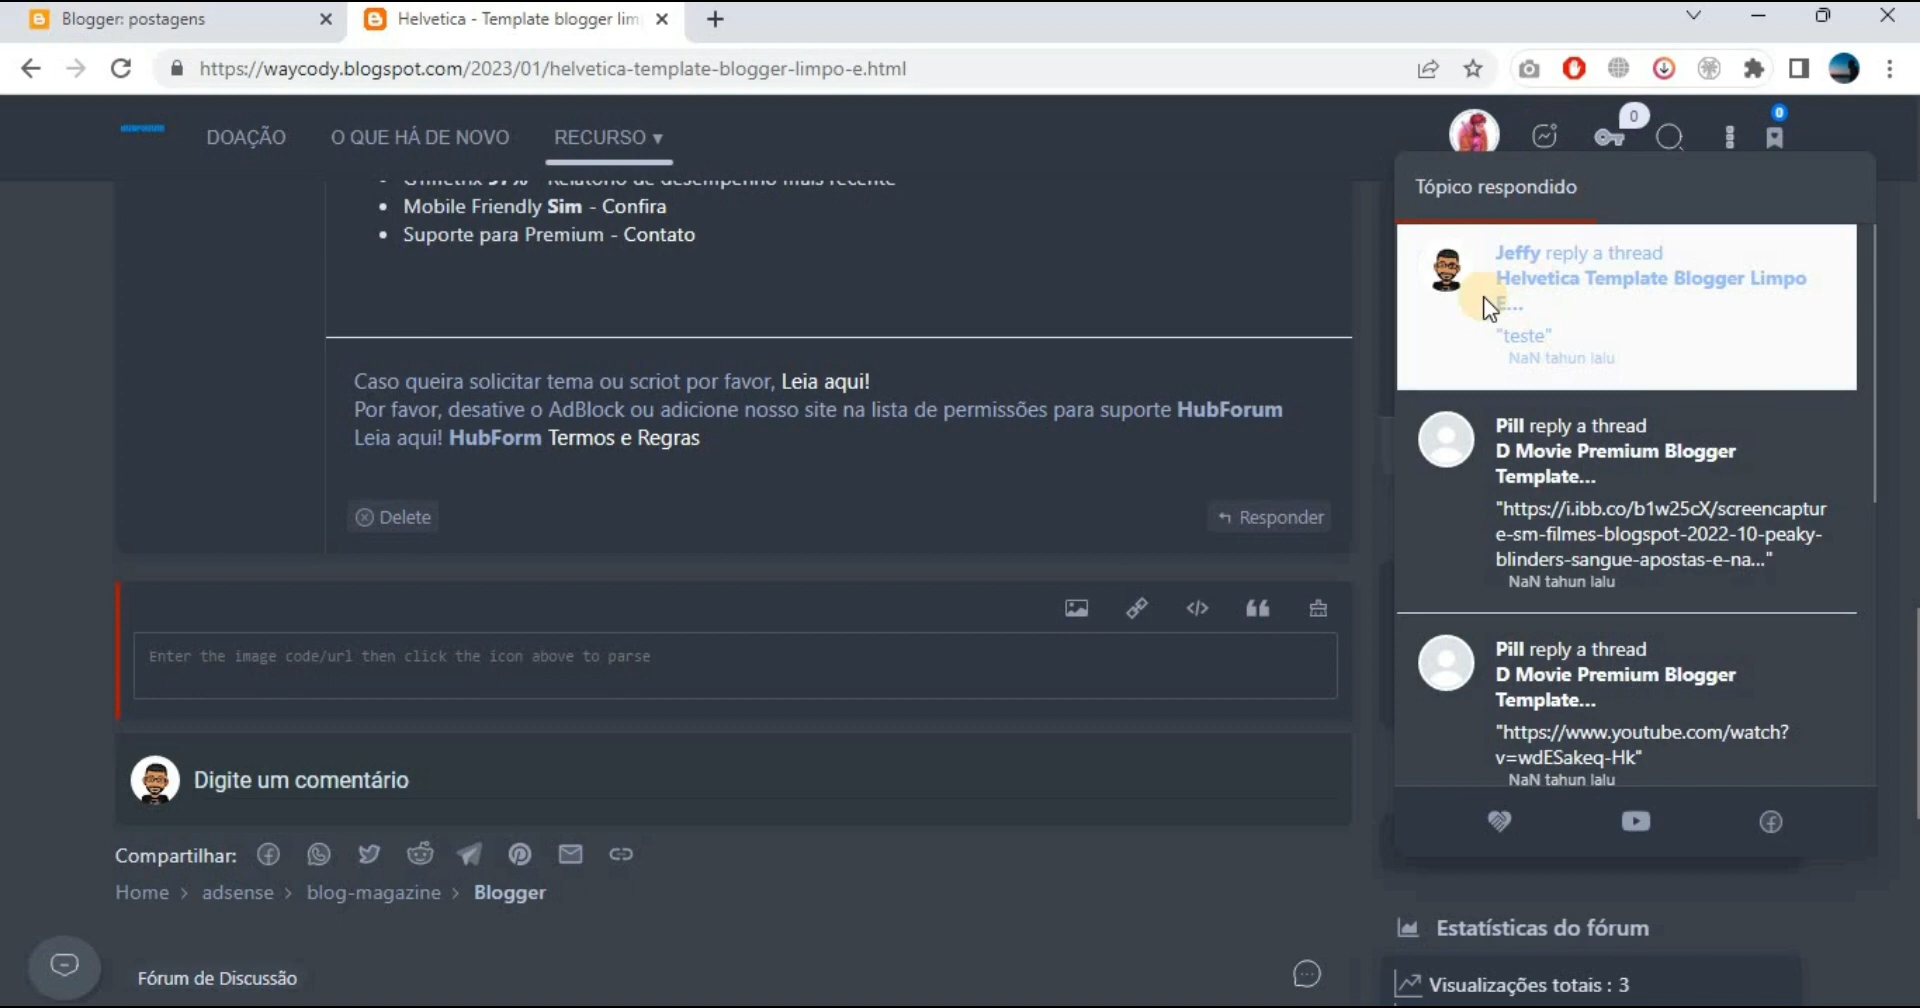 Blogger: postagens
Helvetica - Template blogger lim
https://waycody.blogspot.com/2023/01/helvetica-template-blogger-limpo-e.html
HUBFORUM
DOAÇÃO
O QUE HÁ DE NOVO
RECURSO ▾
0
0
Mobile Friendly Sim - Confira
Suporte para Premium - Contato
Caso queira solicitar tema ou scriot por favor, Leia aqui!
Por favor, desative o AdBlock ou adicione nosso site na lista de permissões para suporte HubForum
Leia aqui! HubForm Termos e Regras
Delete
Responder
Enter the image code/url then click the icon above to parse
Digite um comentário
Compartilhar:
Home > adsense > blog-magazine > Blogger
Fórum de Discussão
Tópico respondido
Jeffy reply a thread
Helvetica Template Blogger Limpo
E...
"teste"
NaN tahun lalu
Pill reply a thread
D Movie Premium Blogger
Template...
"https://i.ibb.co/b1w25cX/screencaptur
e-sm-filmes-blogspot-2022-10-peaky-
blinders-sangue-apostas-e-na..."
NaN tahun lalu
Pill reply a thread
D Movie Premium Blogger
Template...
"https://www.youtube.com/watch?
v=wdESakeq-Hk"
NaN tahun lalu
Estatísticas do fórum
Visualizações totais : 3